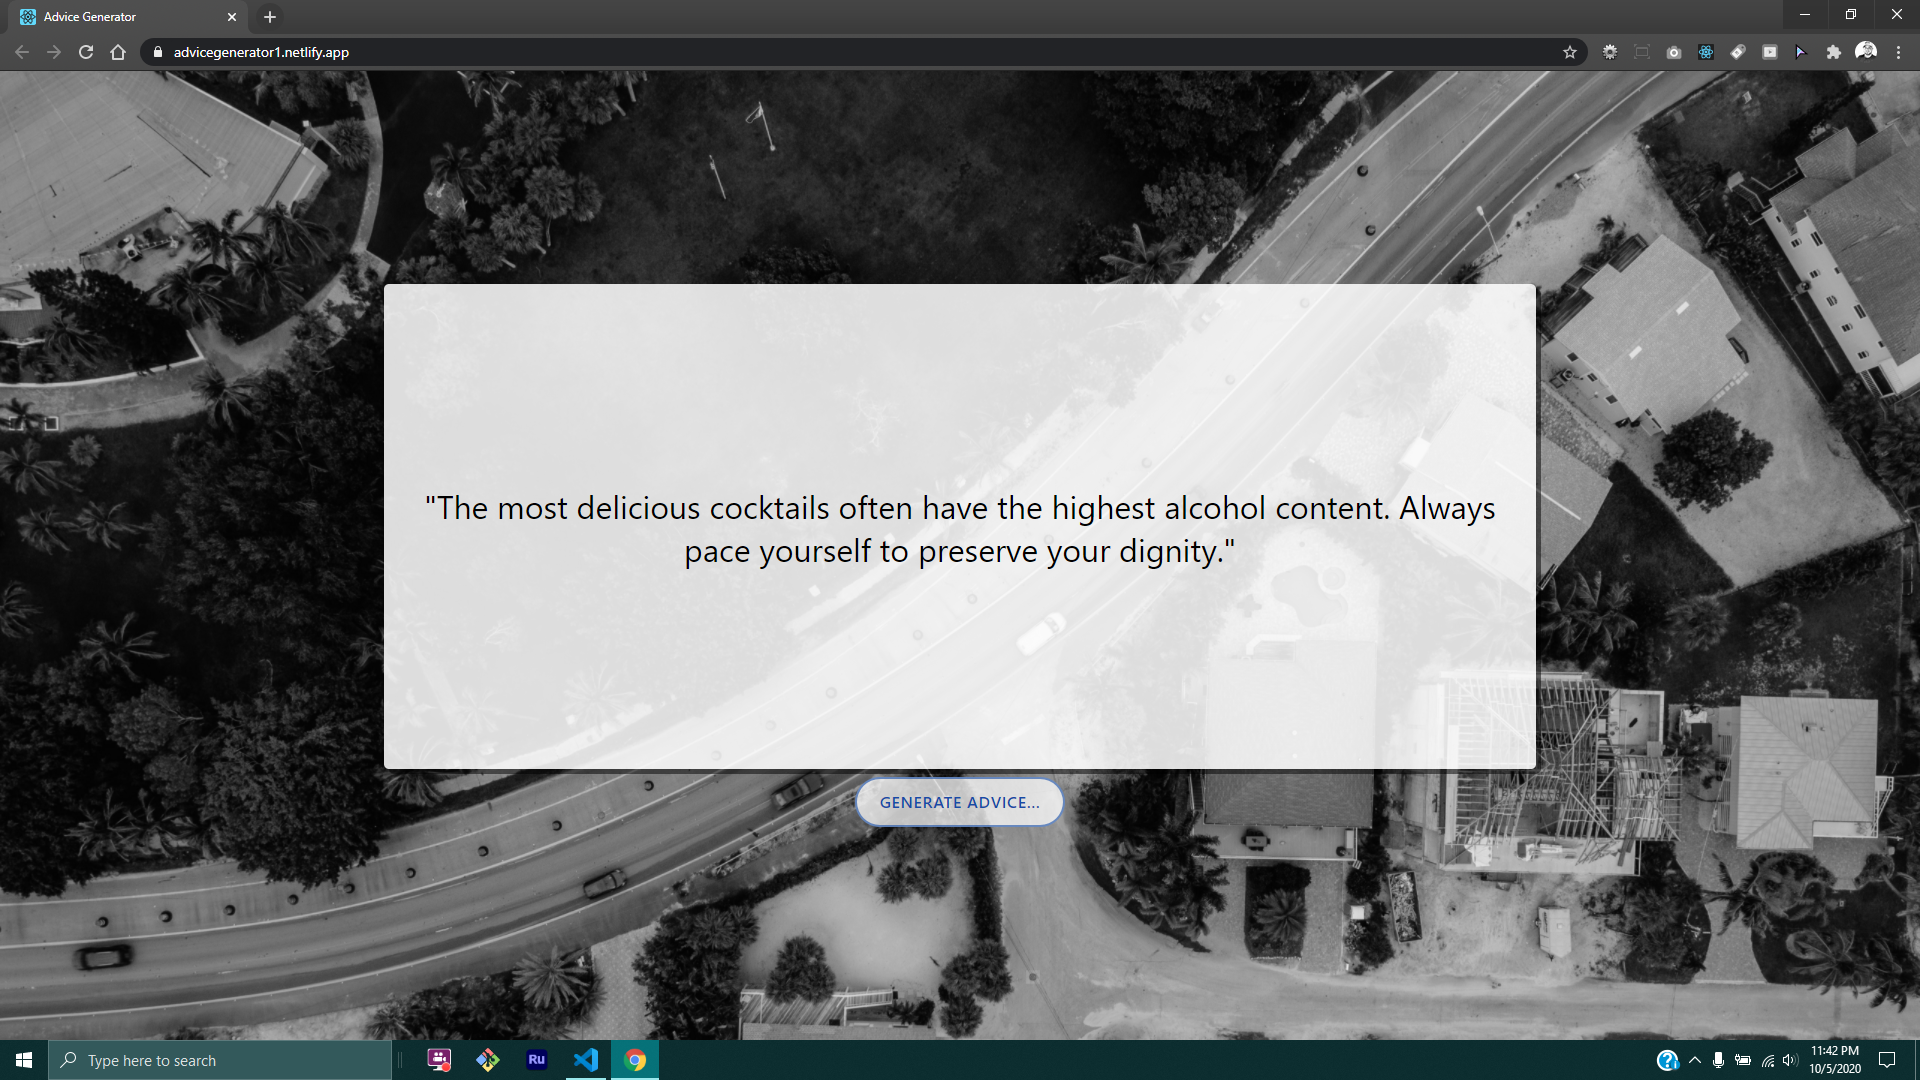 Advice Generator
advicegenerator1.netlify.app
"The most delicious cocktails often have the highest alcohol content. Always
pace yourself to preserve your dignity."
GENERATE ADVICE...
Type here to search
Ru
11:42 PM
10/5/2020